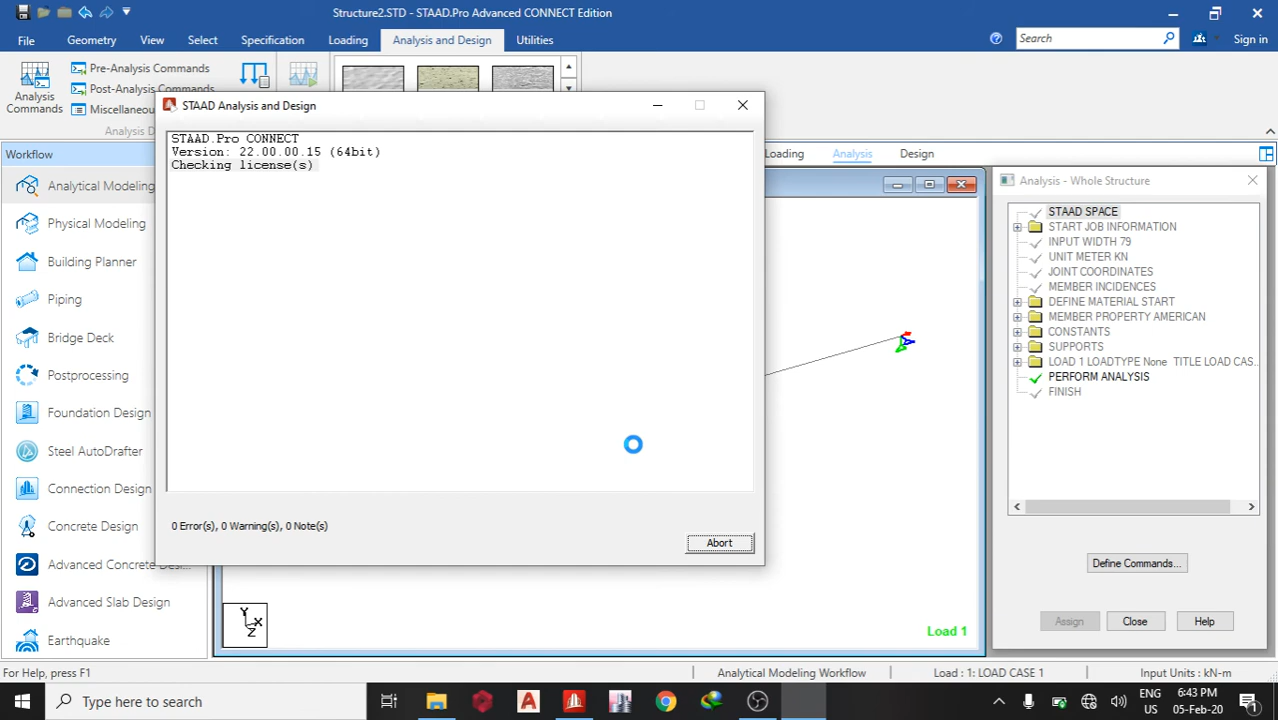 Structure2.STD - STAAD.Pro Advanced CONNECT Edition
File
Geometry
View
Select
Specification
Loading
Analysis and Design
Utilities
Search
Sign in
Analysis
Commands
Pre-Analysis Commands
Post-Analysis Commands
Miscellaneous
Analysis D
Workflow
Loading
Analysis
Design
Analytical Modeling
Physical Modeling
Building Planner
Piping
Bridge Deck
Postprocessing
Foundation Design
Steel AutoDrafter
Connection Design
Concrete Design
Advanced Concrete Desi
Advanced Slab Design
Earthquake
STAAD Analysis and Design
STAAD.Pro CONNECT
Version: 22.00.00.15 (64bit)
Checking license(s)
0 Error(s), 0 Warning(s), 0 Note(s)
Abort
Y
X
Z
Load 1
Analysis - Whole Structure
STAAD SPACE
START JOB INFORMATION
INPUT WIDTH 79
UNIT METER KN
JOINT COORDINATES
MEMBER INCIDENCES
DEFINE MATERIAL START
MEMBER PROPERTY AMERICAN
CONSTANTS
SUPPORTS
LOAD 1 LOADTYPE None TITLE LOAD CAS...
PERFORM ANALYSIS
FINISH
Define Commands...
Assign
Close
Help
For Help, press F1
Analytical Modeling Workflow
Load : 1: LOAD CASE 1
Input Units : kN-m
Type here to search
ENG
US
6:43 PM
05-Feb-20